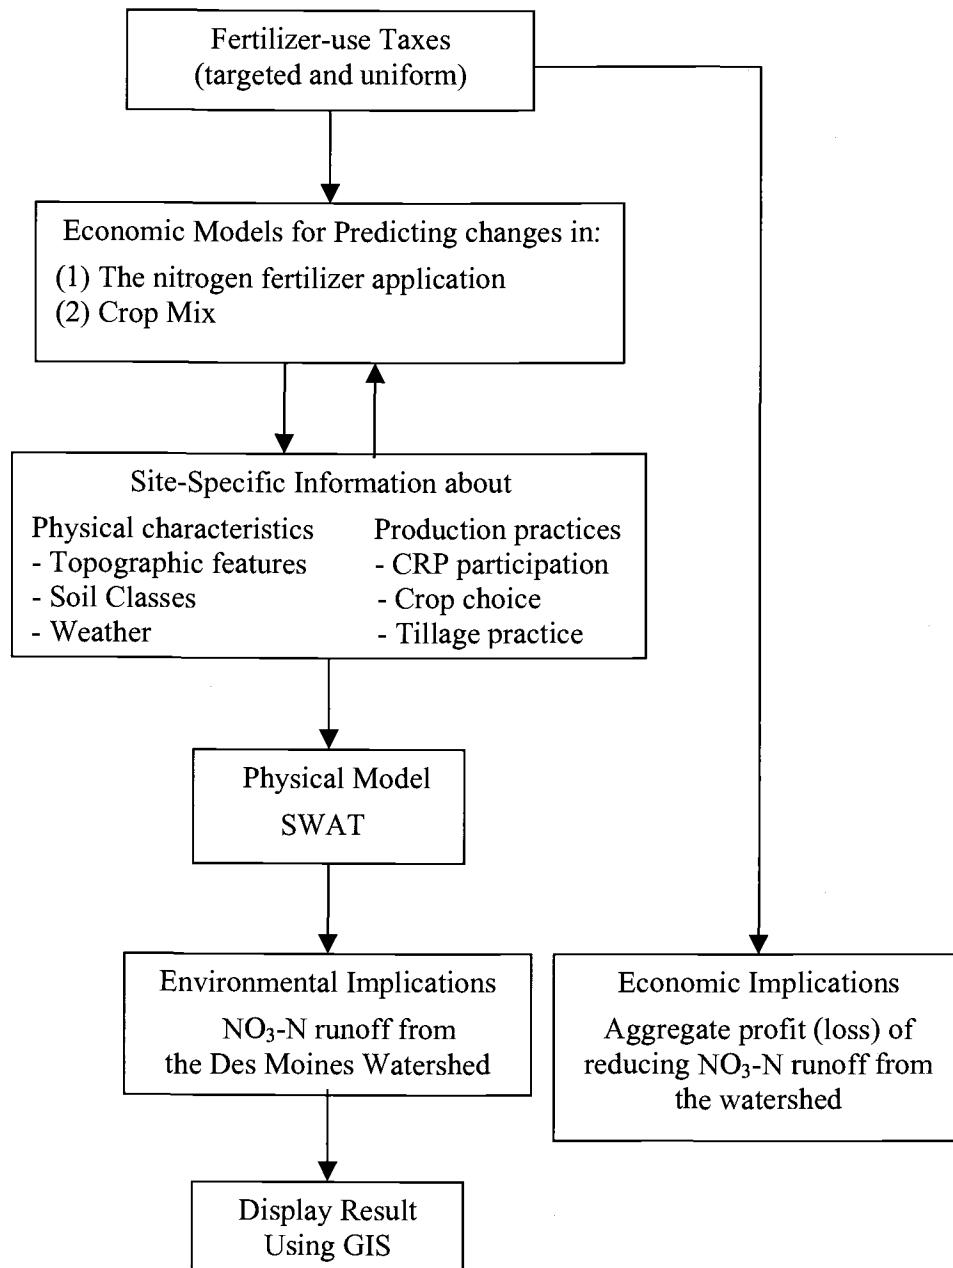 Fertilizer-use Taxes
(targeted and uniform)
Economic Models for Predicting changes in:
(1) The nitrogen fertilizer application
(2) Crop Mix
Site-Specific Information about
Physical characteristics
- Topographic features
- Soil Classes
- Weather
Production practices
- CRP participation
- Crop choice
- Tillage practice
Physical Model
SWAT
Environmental Implications
NO₃-N runoff from
the Des Moines Watershed
Economic Implications
Aggregate profit (loss) of
reducing NO₃-N runoff from
the watershed
Display Result
Using GIS